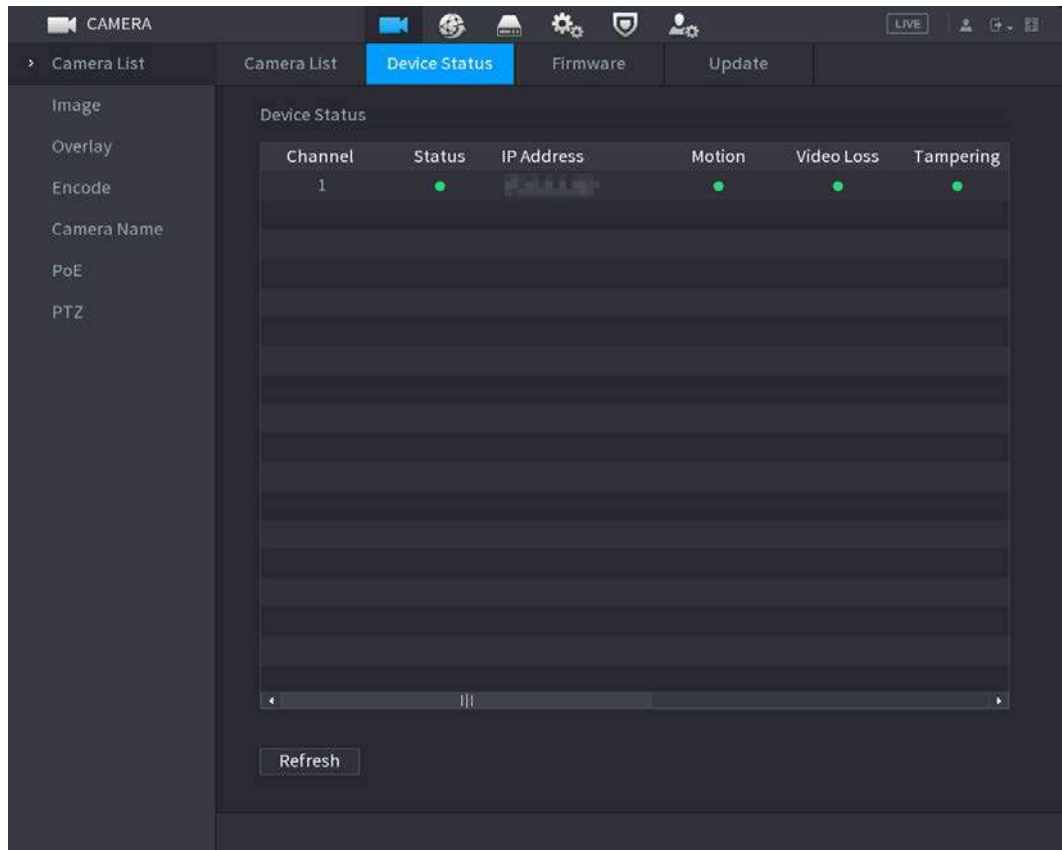 CAMERA LIVE
Camera List
Image
Overlay
Encode
Camera Name
PoE
PTZ
Camera List Device Status Firmware Update
Device Status
Channel Status IP Address Motion Video Loss Tampering
1
Refresh